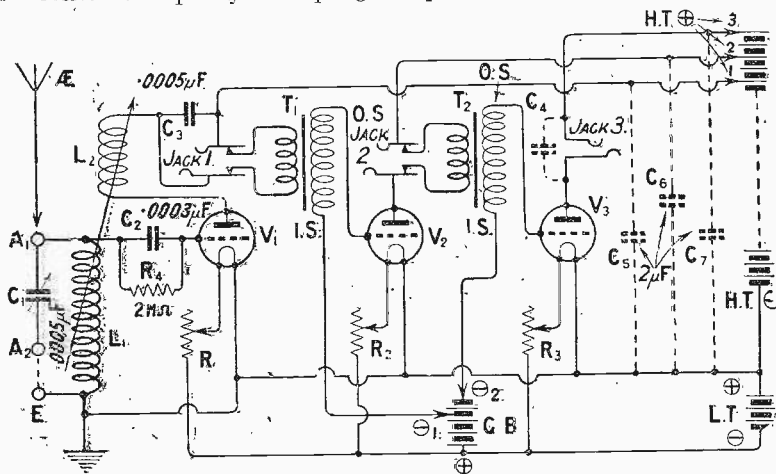 H.T. ⊕ 3.
2
1
Æ
.0005μF
C3
T1
O.S
JACK 2
O.S.
T2
C4
JACK 3.
L2
JACK 1.
C2 .0003μF
V1
I.S.
V2
I.S.
V3
C6
A1
C1
.0005μF
R4
2MΩ
C5
2μF
C7
H.T. ⊖
A2
L1
R1
R2
R3
E
⊖2
⊖1.
G B
⊕
⊕
L.T
⊖